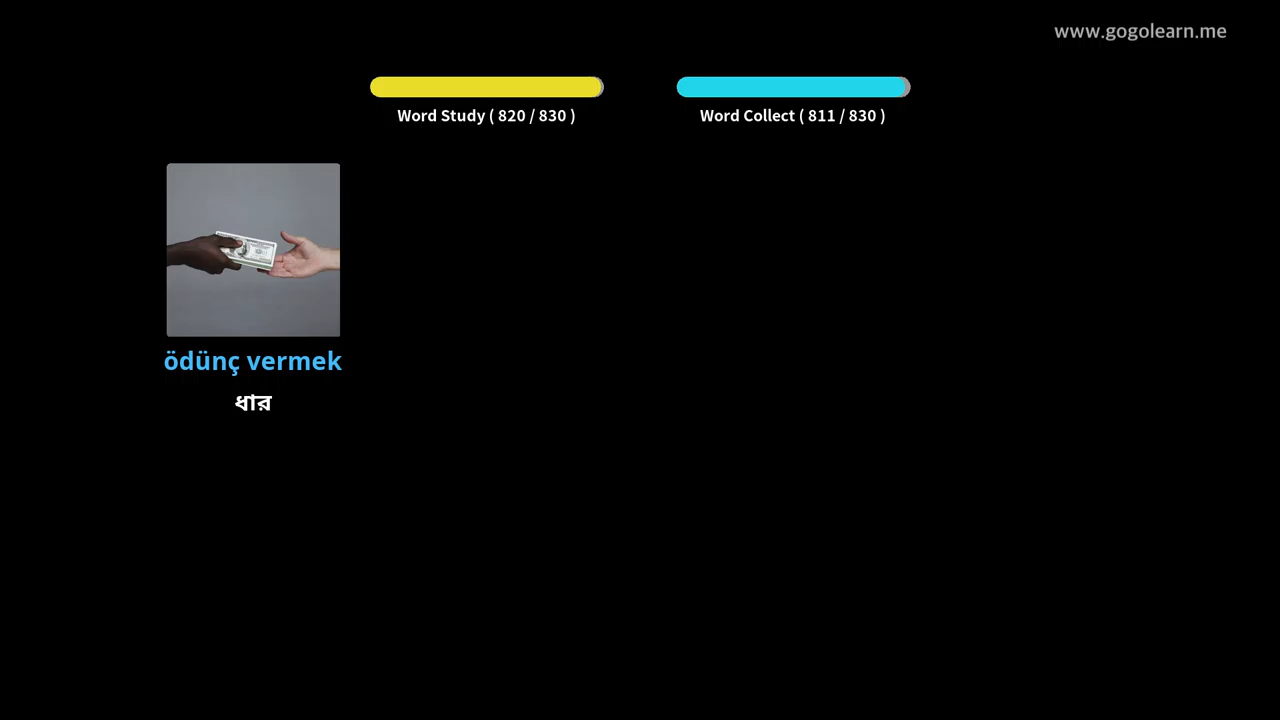 www.gogolearn.me
Word Study ( 820 / 830 )
Word Collect ( 811 / 830 )
ödünç vermek
ধার